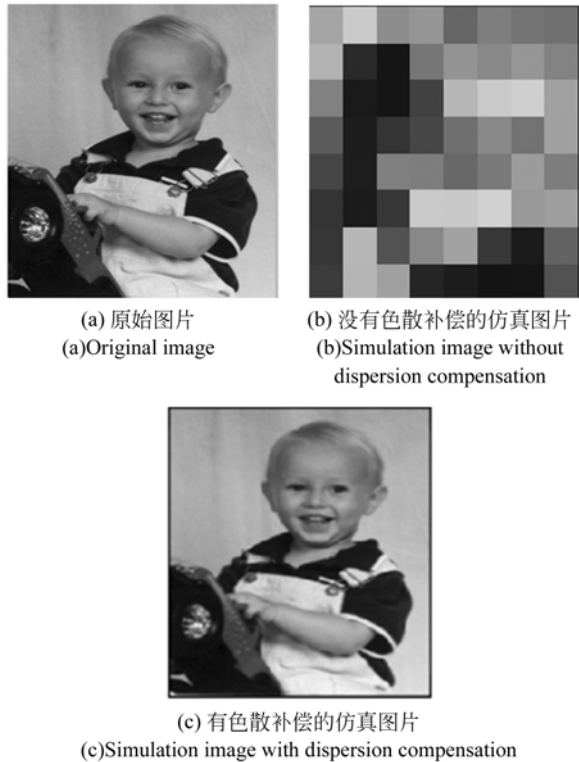 (a) 原始图片
(a)Original image
(b) 没有色散补偿的仿真图片
(b)Simulation image without
dispersion compensation
(c) 有色散补偿的仿真图片
(c)Simulation image with dispersion compensation